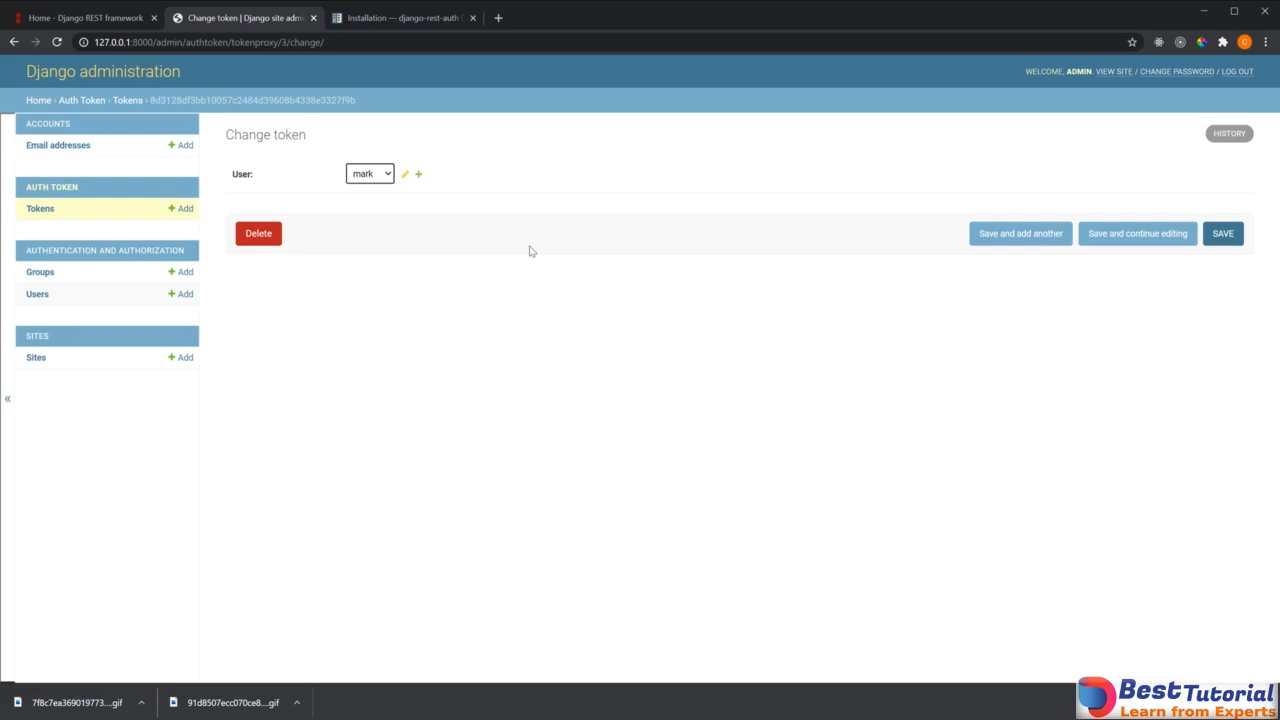 Home - Django REST framework
Change token | Django site admi
Installation — django-rest-auth
127.0.0.1:8000/admin/authtoken/tokenproxy/3/change/
Django administration
WELCOME, ADMIN. VIEW SITE / CHANGE PASSWORD / LOG OUT
Home › Auth Token › Tokens › 8d3128df3bb10057c2484d39608b4338e3327f9b
ACCOUNTS
Email addresses + Add
AUTH TOKEN
Tokens + Add
AUTHENTICATION AND AUTHORIZATION
Groups + Add
Users + Add
SITES
Sites + Add
«
Change token
HISTORY
User: mark
Delete
Save and add another
Save and continue editing
SAVE
7f8c7ea369019773....gif
91d8507ecc070ce8....gif
BestTutorial
Learn from Experts